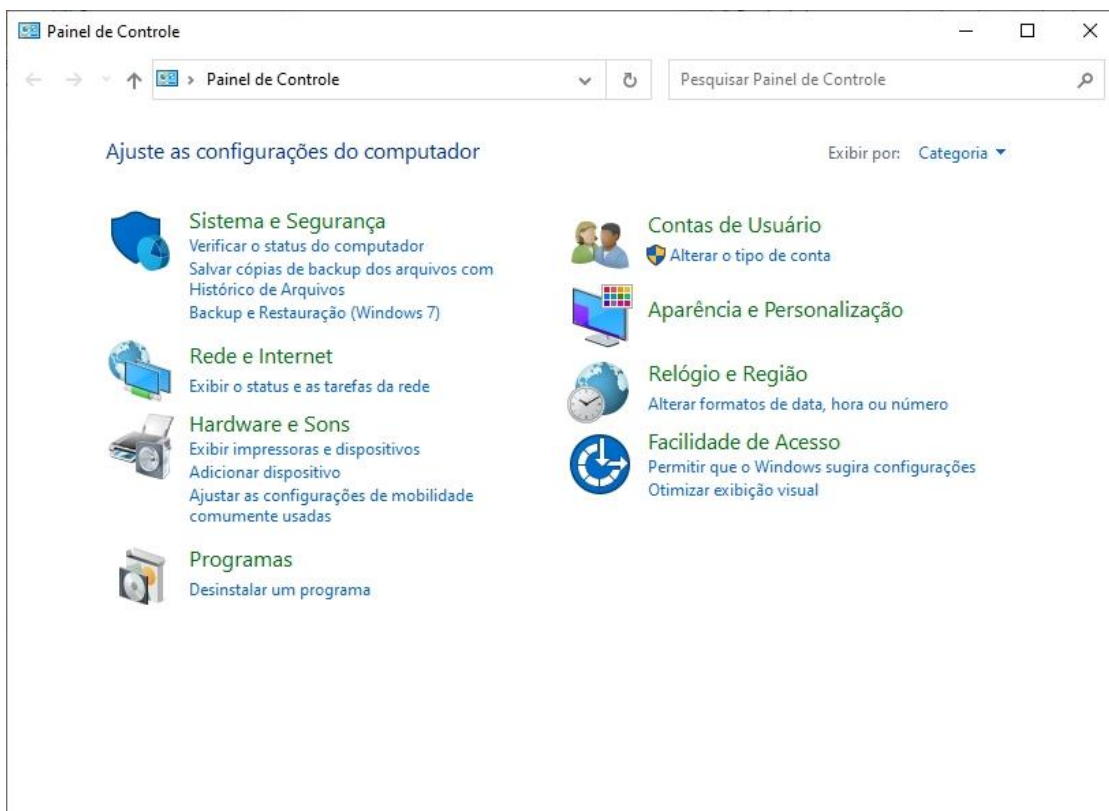 Painel de Controle
Painel de Controle
Pesquisar Painel de Controle
Ajuste as configurações do computador
Exibir por: Categoria
Sistema e Segurança
Verificar o status do computador
Salvar cópias de backup dos arquivos com
Histórico de Arquivos
Backup e Restauração (Windows 7)
Rede e Internet
Exibir o status e as tarefas da rede
Hardware e Sons
Exibir impressoras e dispositivos
Adicionar dispositivo
Ajustar as configurações de mobilidade
comumente usadas
Programas
Desinstalar um programa
Contas de Usuário
Alterar o tipo de conta
Aparência e Personalização
Relógio e Região
Alterar formatos de data, hora ou número
Facilidade de Acesso
Permitir que o Windows sugira configurações
Otimizar exibição visual